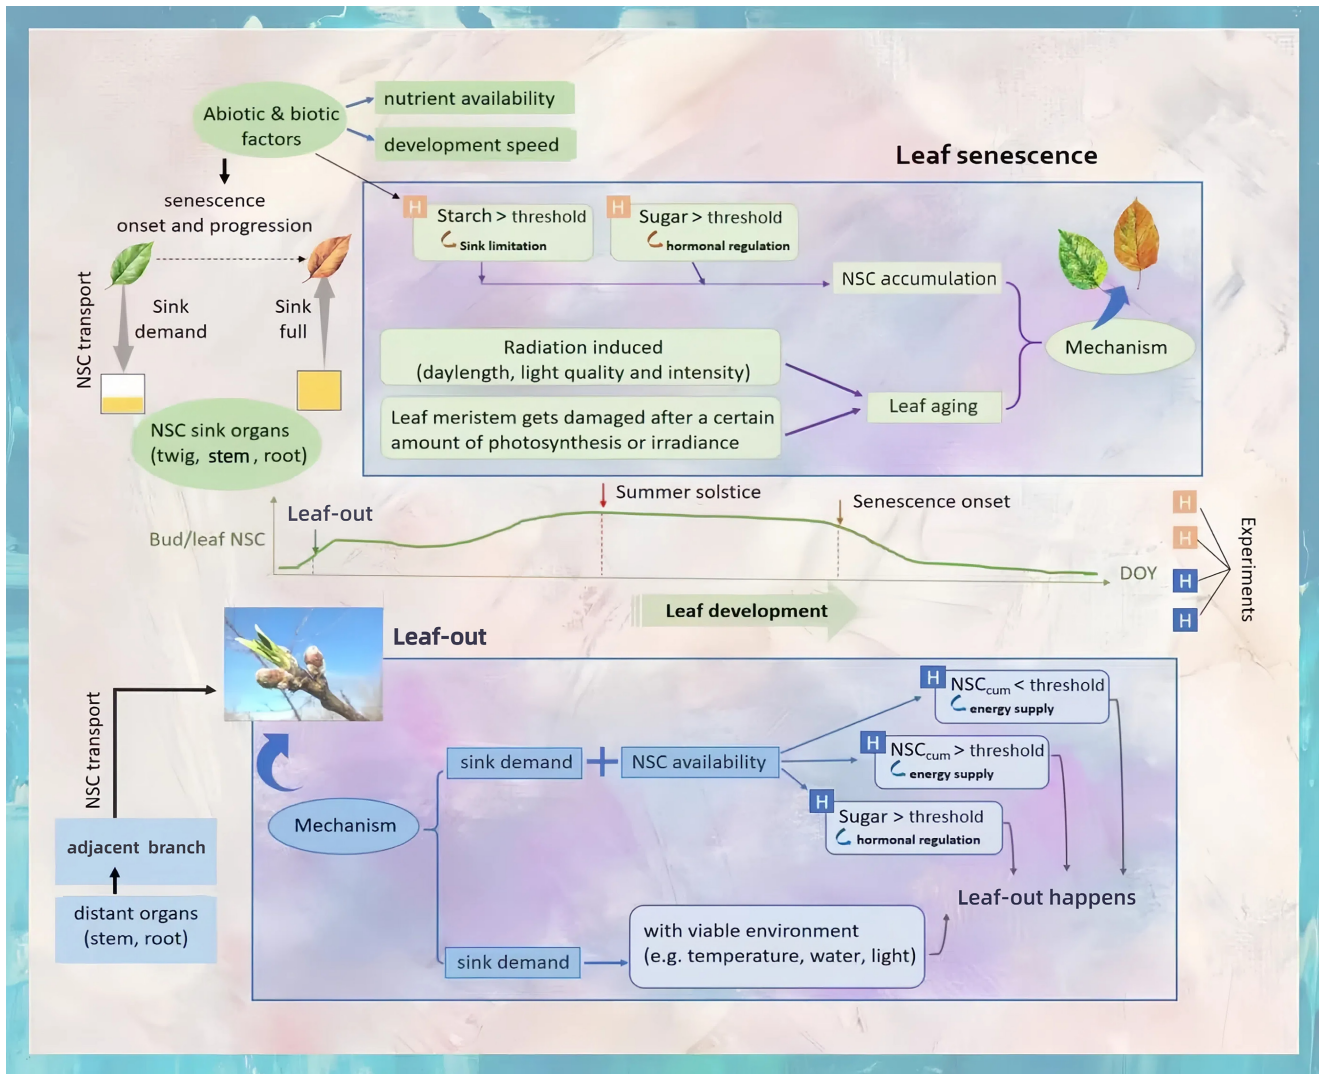 Abiotic & biotic
factors
nutrient availability
development speed
Leaf senescence
senescence
onset and progression
NSC transport
Sink
demand
Sink
full
NSC sink organs
(twig, stem, root)
H
Starch > threshold
Sink limitation
H
Sugar > threshold
hormonal regulation
NSC accumulation
Radiation induced
(daylength, light quality and intensity)
Leaf meristem gets damaged after a certain
amount of photosynthesis or irradiance
Leaf aging
Mechanism
Bud/leaf NSC
Leaf-out
Summer solstice
Senescence onset
DOY
Leaf development
H
H
H
H
Experiments
Leaf-out
NSC transport
adjacent branch
distant organs
(stem, root)
Mechanism
sink demand
+
NSC availability
H
NSCcum < threshold
energy supply
H
NSCcum > threshold
energy supply
H
Sugar > threshold
hormonal regulation
Leaf-out happens
sink demand
with viable environment
(e.g. temperature, water, light)